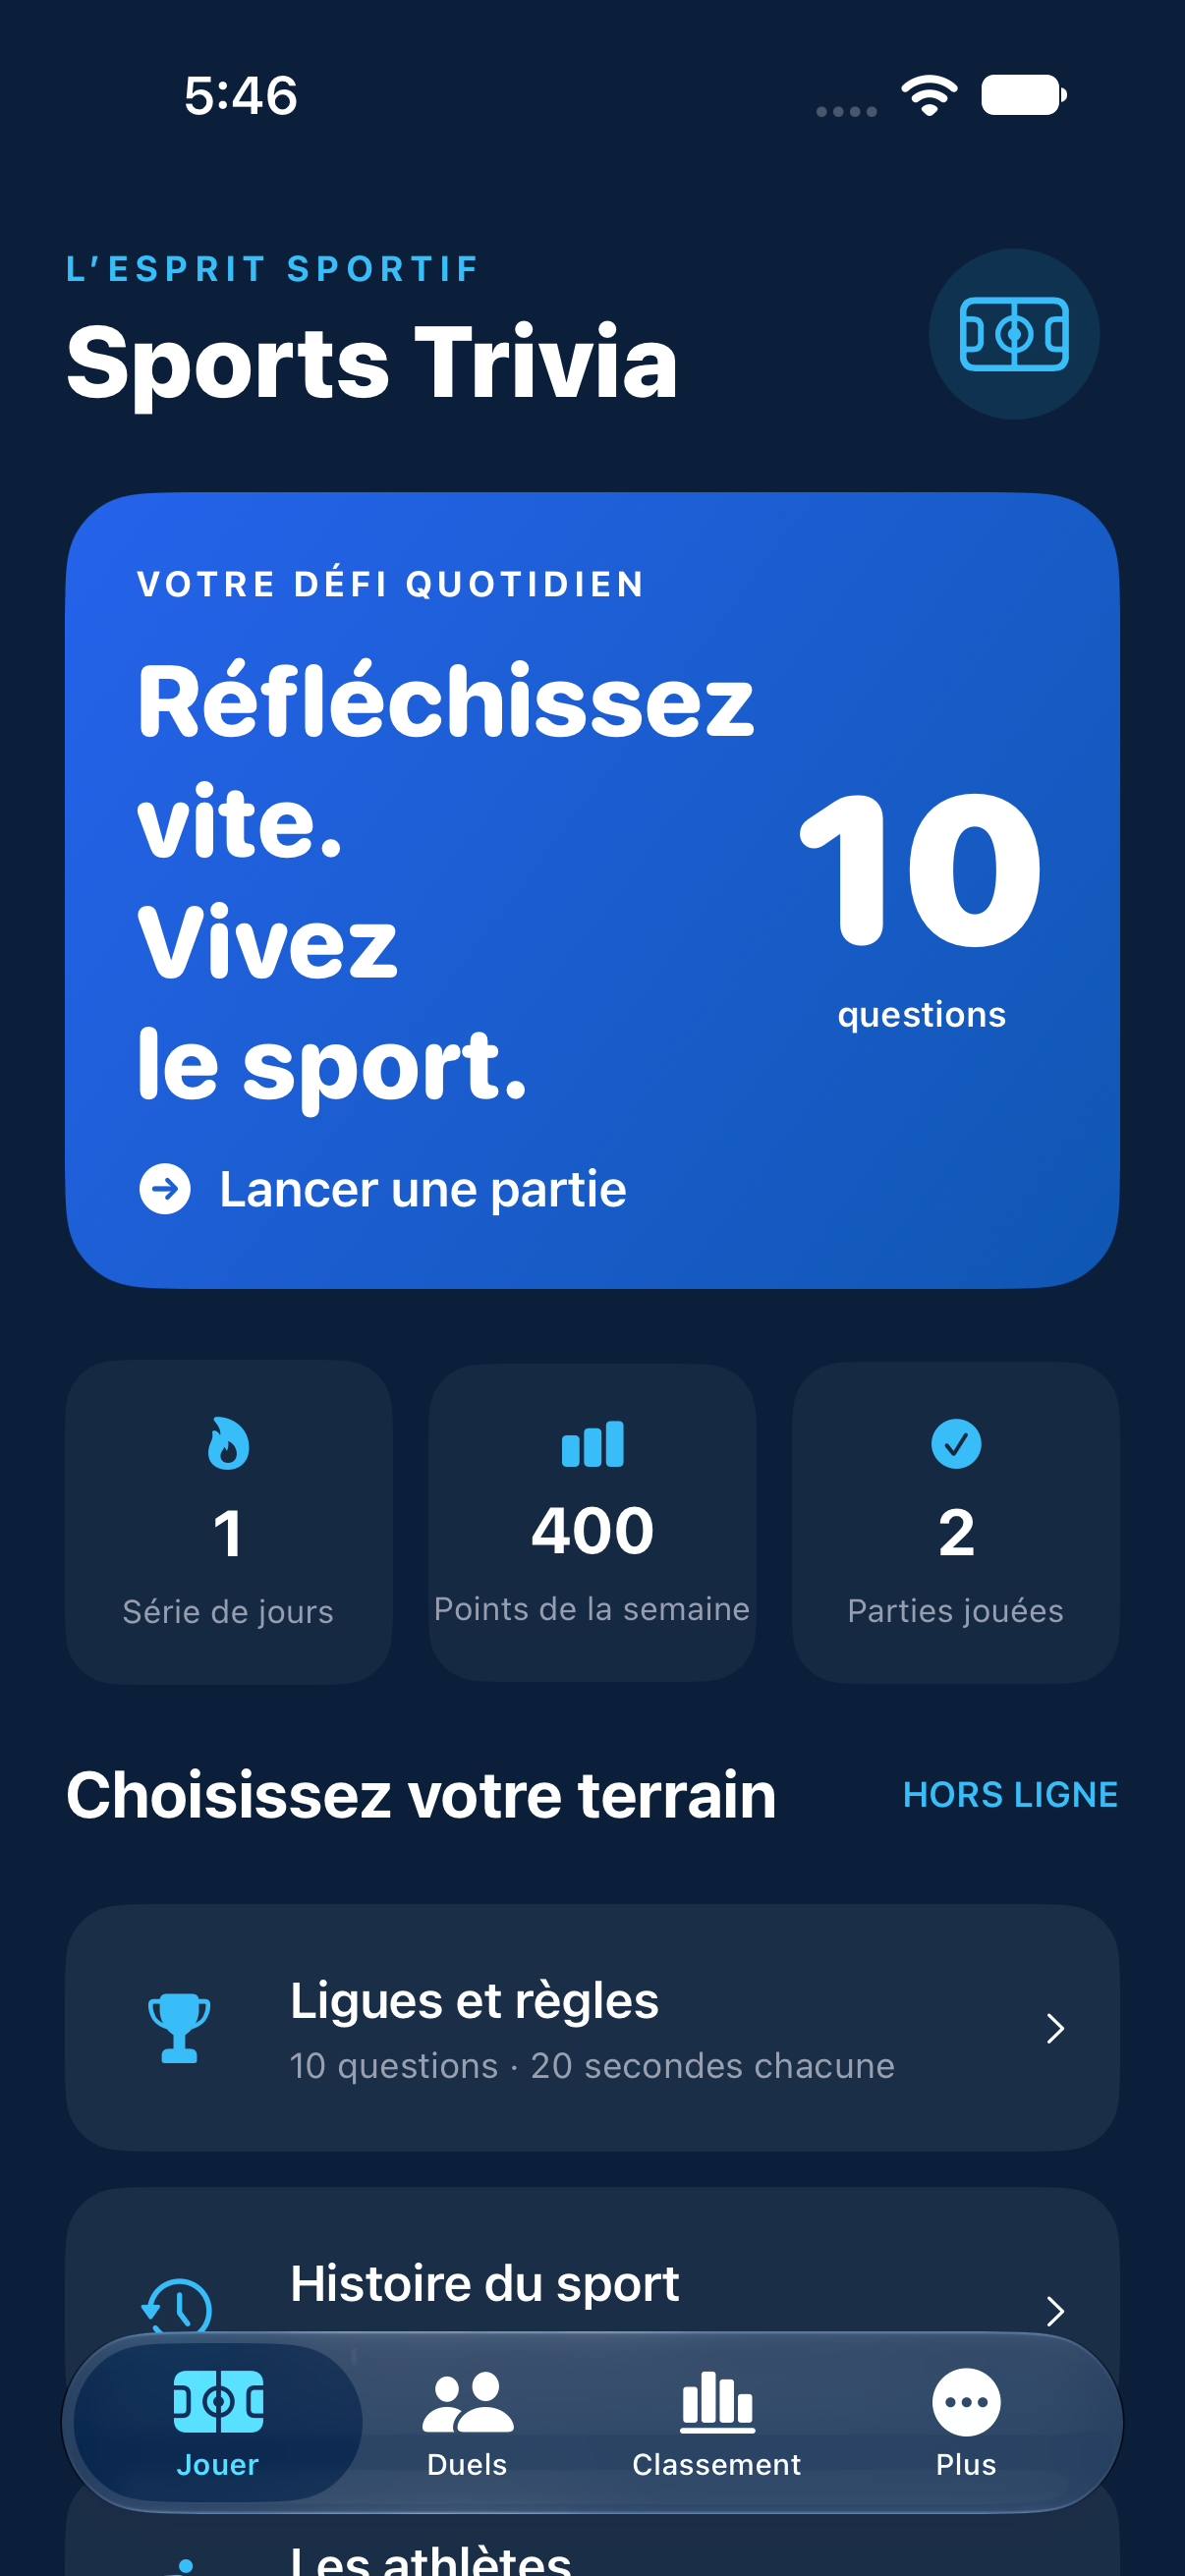 5:46
L’ESPRIT SPORTIF
Sports Trivia
VOTRE DÉFI QUOTIDIEN
Réfléchissez
vite.
Vivez
le sport.
10
questions
Lancer une partie
1
Série de jours
400
Points de la semaine
2
Parties jouées
Choisissez votre terrain
HORS LIGNE
Ligues et règles
10 questions · 20 secondes chacune
Histoire du sport
Jouer
Duels
Classement
Plus
Les athlètes